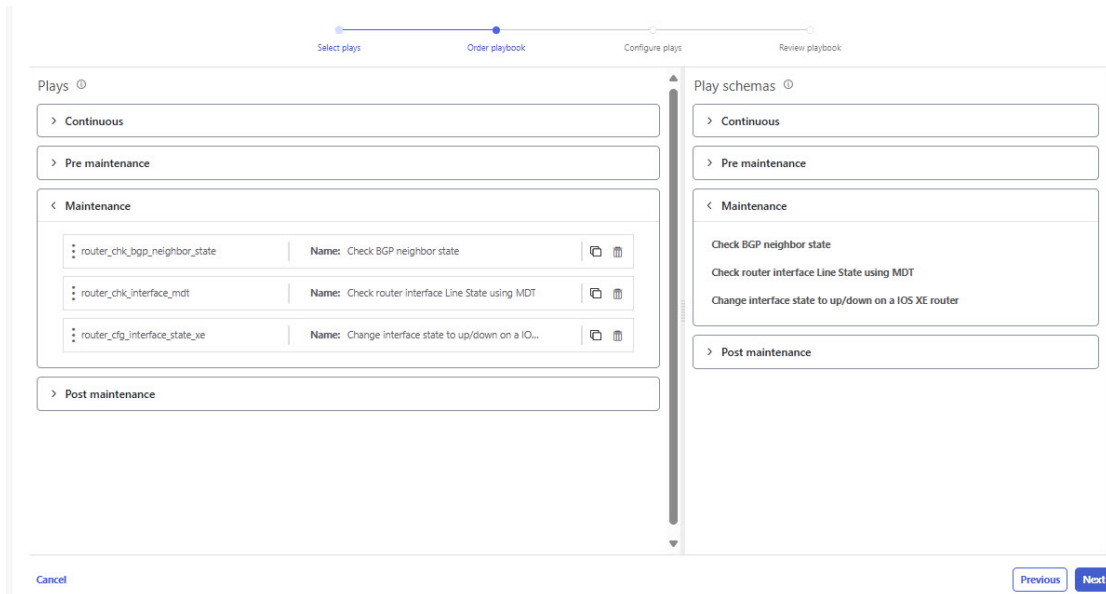 Select plays
Order playbook
Configure plays
Review playbook
Plays
Continuous
Pre maintenance
Maintenance
router_chk_bgp_neighbor_state Name: Check BGP neighbor state
router_chk_interface_mdt Name: Check router interface Line State using MDT
router_cfg_interface_state_xe Name: Change interface state to up/down on a IO...
Post maintenance
Play schemas
Continuous
Pre maintenance
Maintenance
Check BGP neighbor state
Check router interface Line State using MDT
Change interface state to up/down on a IOS XE router
Post maintenance
Cancel
Previous
Next